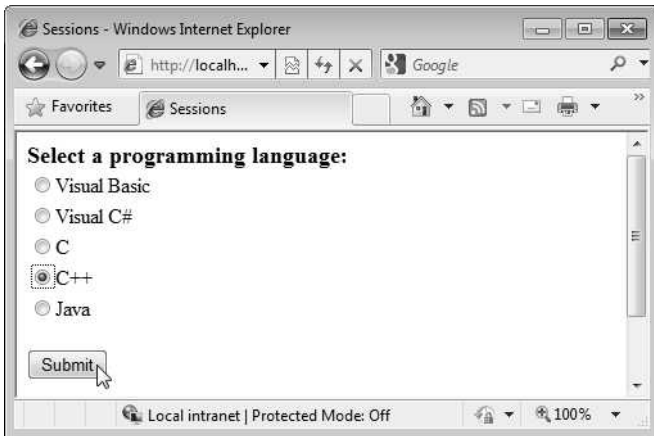 Sessions - Windows Internet Explorer
http://localh...
Google
Favorites
Sessions
Select a programming language:
Visual Basic
Visual C#
C
C++
Java
Submit
Local intranet | Protected Mode: Off
100%